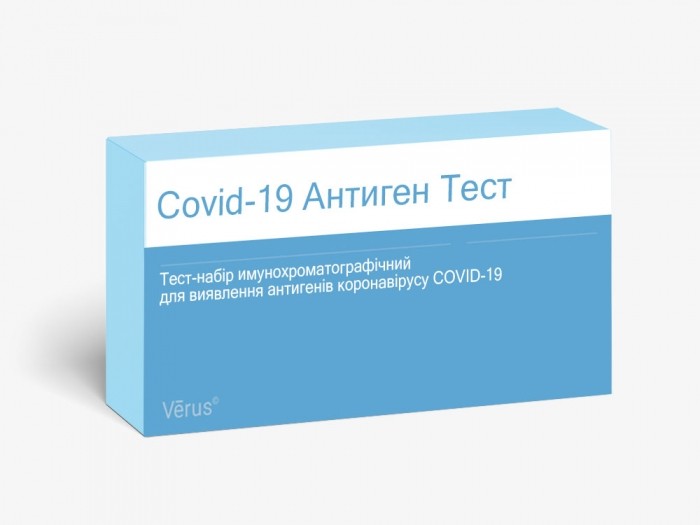 Covid-19 Антиген Тест
Тест-набір имунохроматографічний
для виявлення антигенів коронавірусу COVID-19
Vērus©